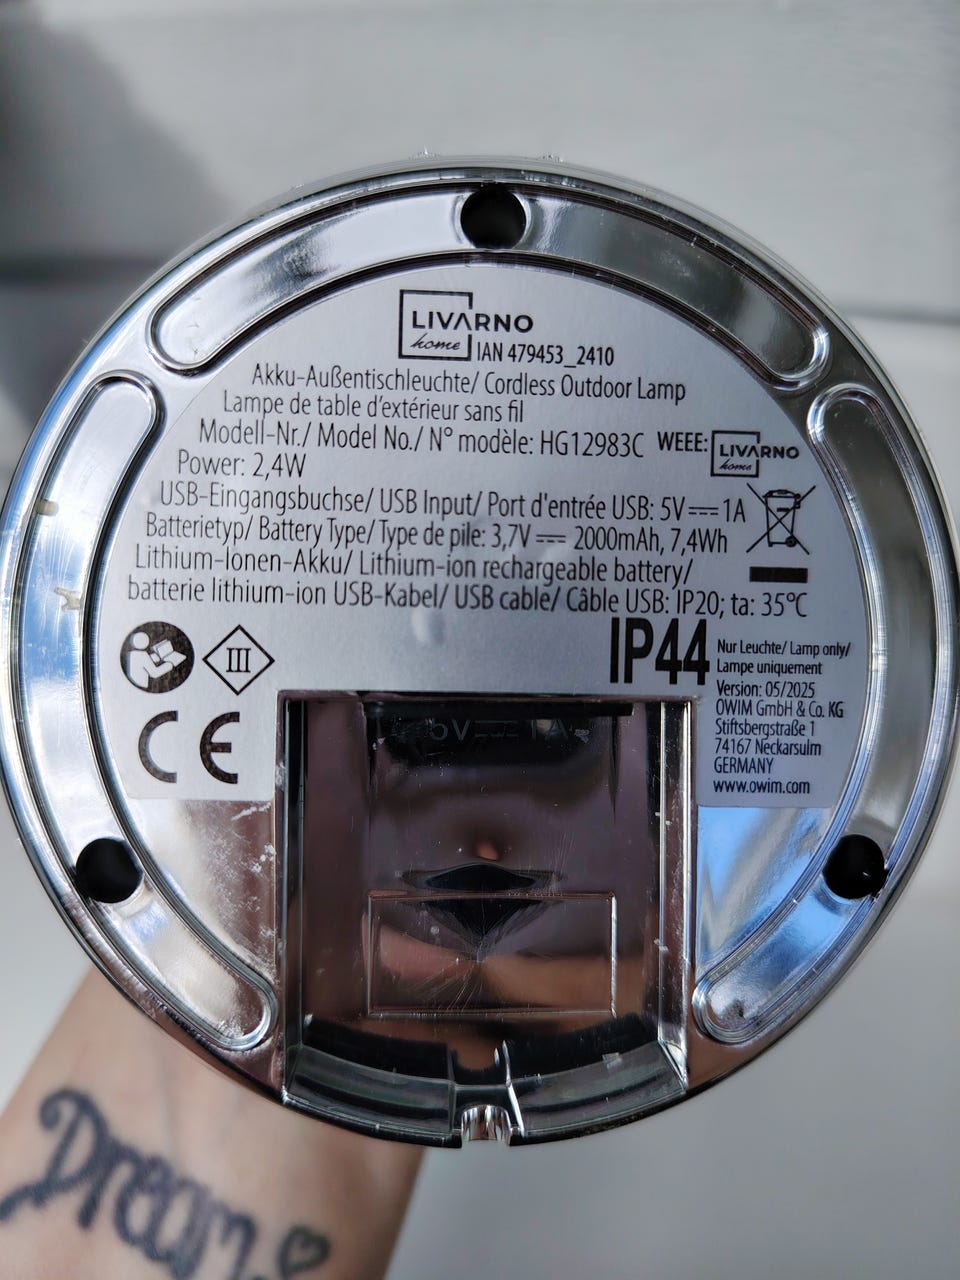 LIVARNO
home
IAN 479453_2410
Akku-Außentischleuchte/ Cordless Outdoor Lamp
Lampe de table d'extérieur sans fil
Modell-Nr./ Model No./ N° modèle: HG12983C WEEE: LIVARNO home
Power: 2,4W
USB-Eingangsbuchse/ USB Input/ Port d'entrée USB: 5V⎓1A
Batterietyp/ Battery Type/ Type de pile: 3,7V⎓ 2000mAh, 7,4Wh
Lithium-Ionen-Akku/ Lithium-ion rechargeable battery/
batterie lithium-ion USB-Kabel/ USB cable/ Câble USB: IP20; ta: 35°C
III
CE
IP44
Nur Leuchte/ Lamp only/
Lampe uniquement
Version: 05/2025
OWIM GmbH & Co. KG
Stiftsbergstraße 1
74167 Neckarsulm
GERMANY
www.owim.com
5V⎓1A
Dream